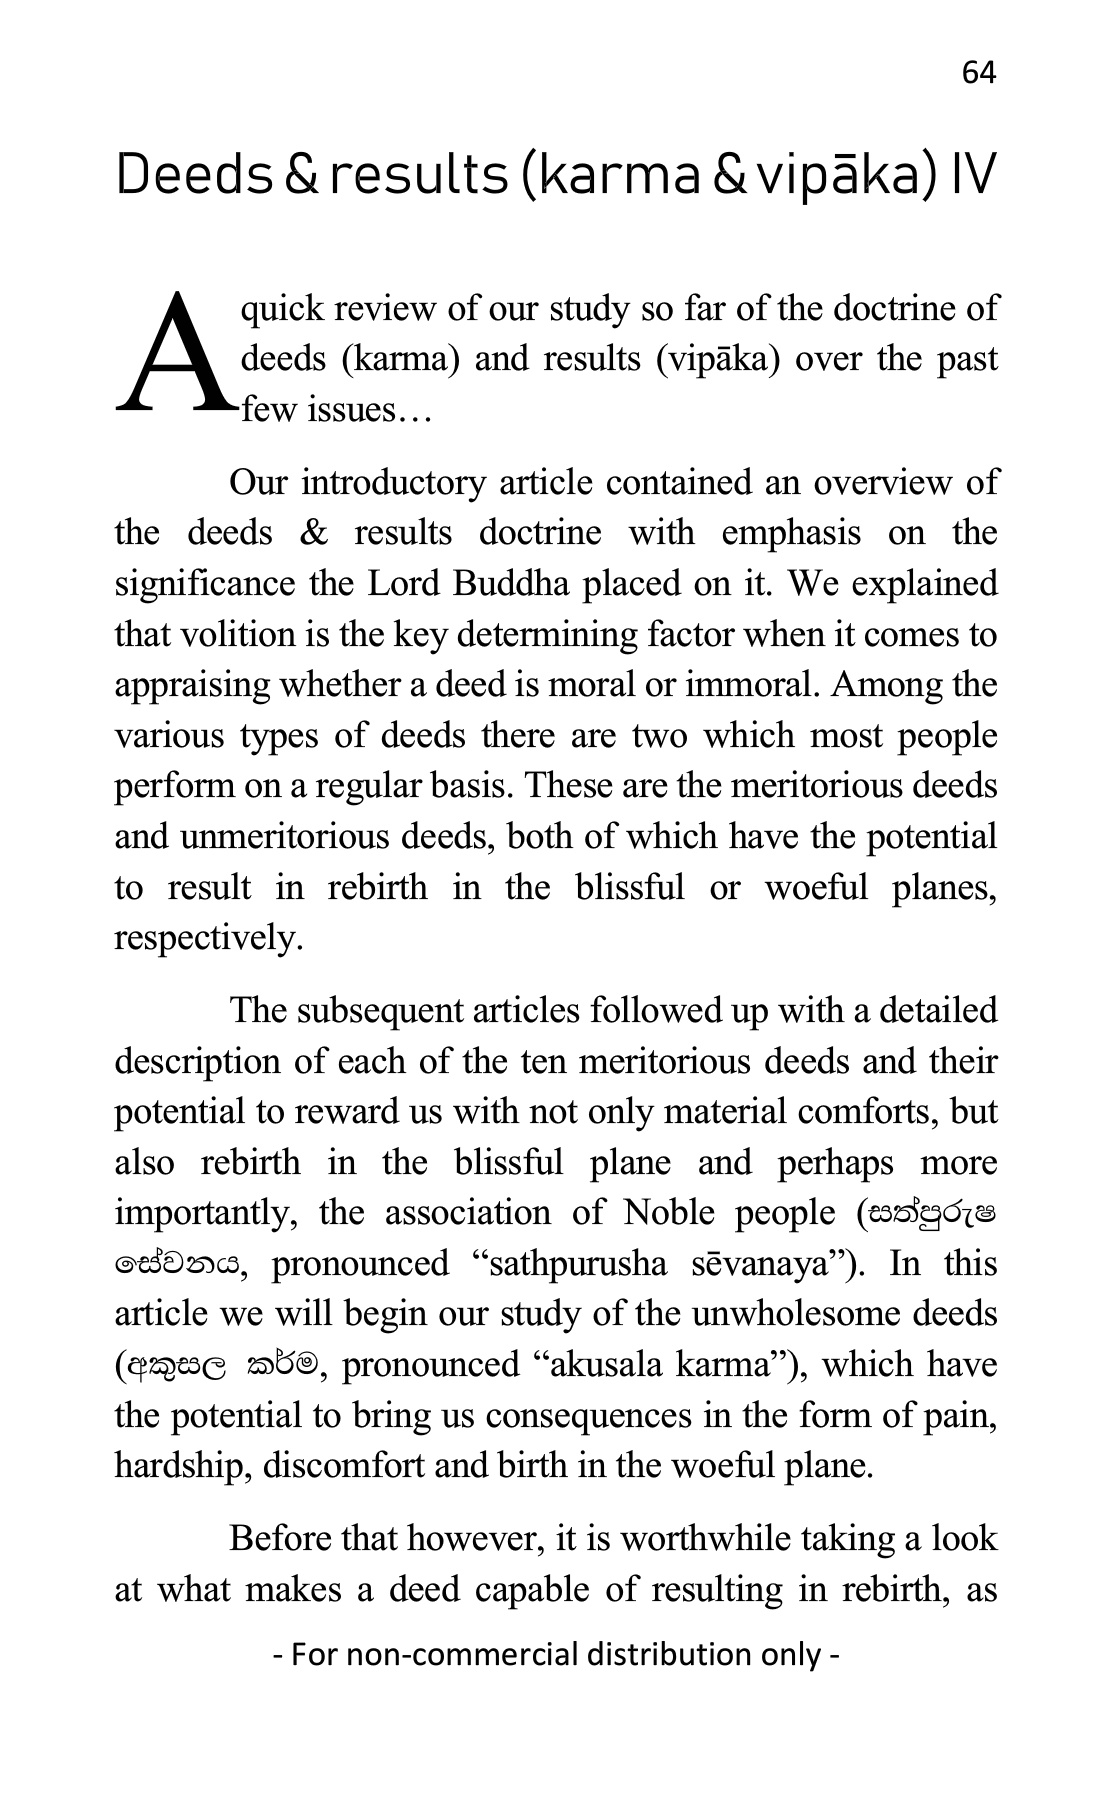 64
Deeds & results (karma & vipāka) IV
A quick review of our study so far of the doctrine of
deeds (karma) and results (vipāka) over the past
few issues…
Our introductory article contained an overview of
the deeds & results doctrine with emphasis on the
significance the Lord Buddha placed on it. We explained
that volition is the key determining factor when it comes to
appraising whether a deed is moral or immoral. Among the
various types of deeds there are two which most people
perform on a regular basis. These are the meritorious deeds
and unmeritorious deeds, both of which have the potential
to result in rebirth in the blissful or woeful planes,
respectively.
The subsequent articles followed up with a detailed
description of each of the ten meritorious deeds and their
potential to reward us with not only material comforts, but
also rebirth in the blissful plane and perhaps more
importantly, the association of Noble people (සත්පුරුෂ
සේවනය, pronounced “sathpurusha sēvanaya”). In this
article we will begin our study of the unwholesome deeds
(අකුසල කර්ම, pronounced “akusala karma”), which have
the potential to bring us consequences in the form of pain,
hardship, discomfort and birth in the woeful plane.
Before that however, it is worthwhile taking a look
at what makes a deed capable of resulting in rebirth, as
- For non-commercial distribution only -